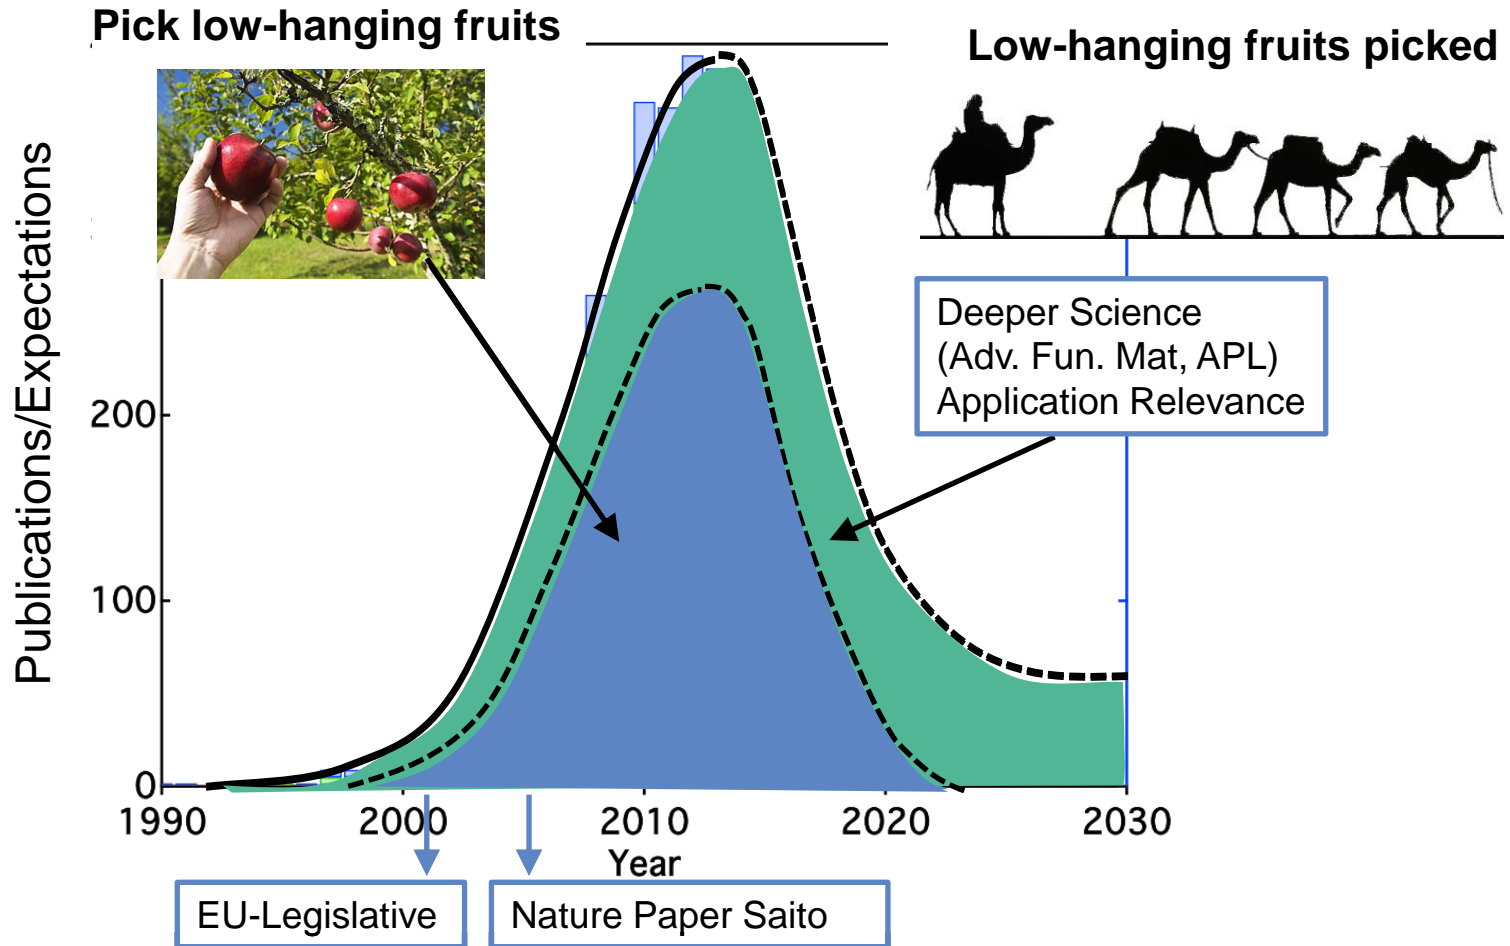 Pick low-hanging fruits
Low-hanging fruits picked
Publications/Expectations
Deeper Science
(Adv. Fun. Mat, APL)
Application Relevance
200
100
0
1990
2000
2010
2020
2030
Year
EU-Legislative
Nature Paper Saito